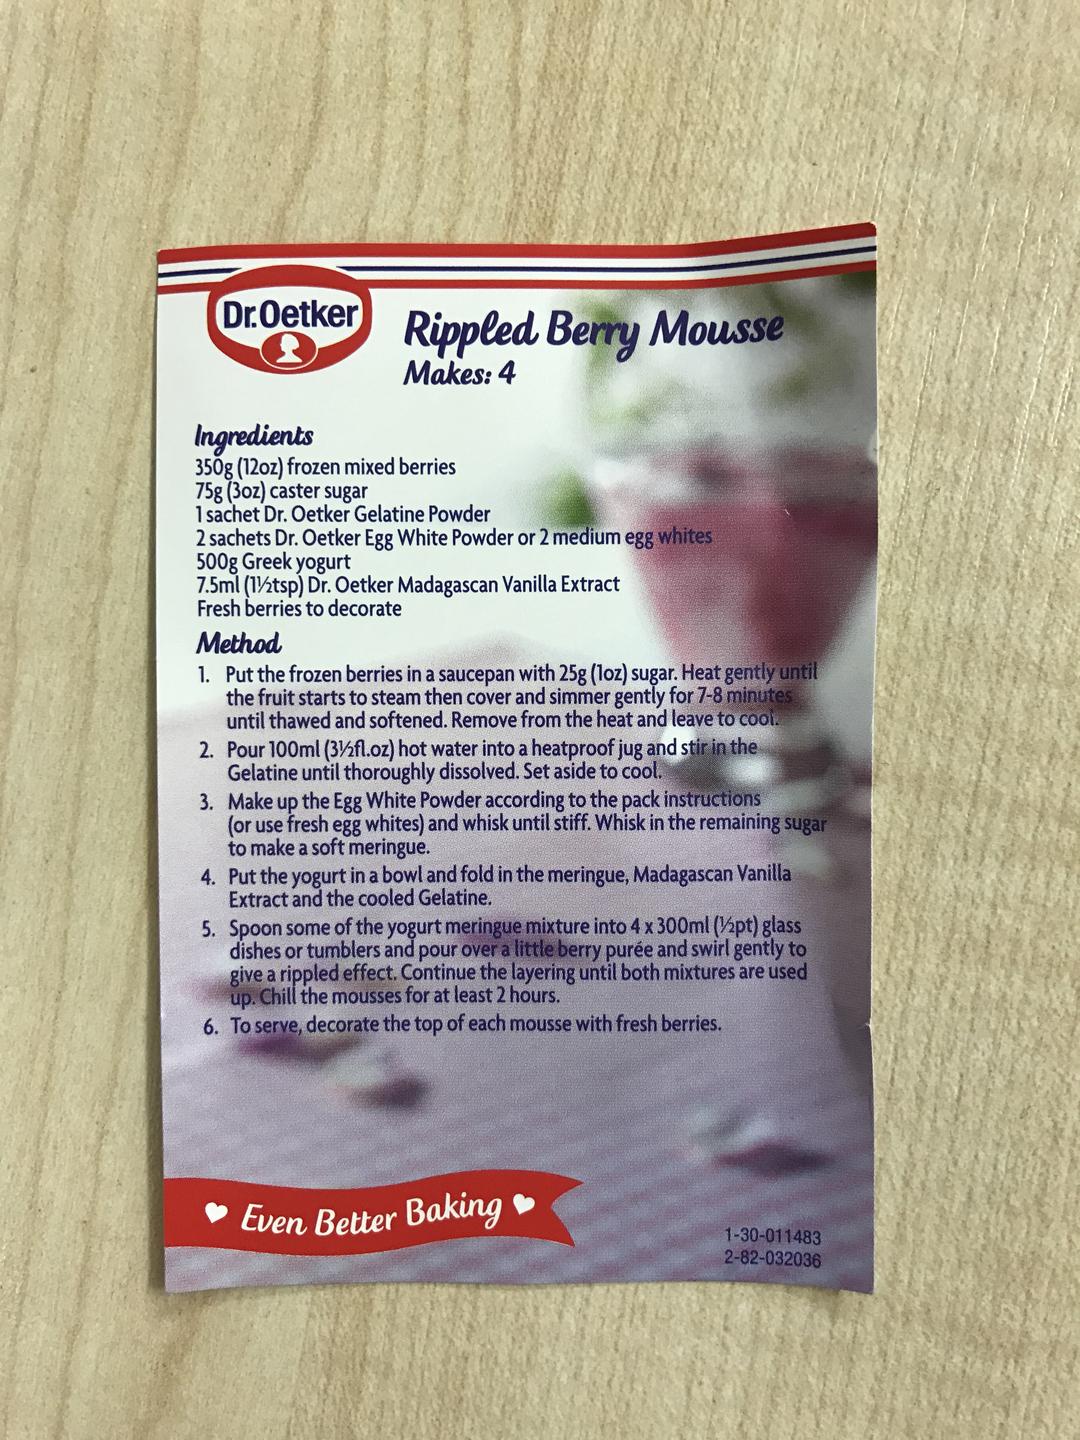 Dr.Oetker
Rippled Berry Mousse
Makes: 4
Ingredients
350g (12oz) frozen mixed berries
75g (3oz) caster sugar
1 sachet Dr. Oetker Gelatine Powder
2 sachets Dr. Oetker Egg White Powder or 2 medium egg whites
500g Greek yogurt
7.5ml (1½tsp) Dr. Oetker Madagascan Vanilla Extract
Fresh berries to decorate
Method
1. Put the frozen berries in a saucepan with 25g (1oz) sugar. Heat gently until
the fruit starts to steam then cover and simmer gently for 7-8 minutes
until thawed and softened. Remove from the heat and leave to cool.
2. Pour 100ml (3½fl.oz) hot water into a heatproof jug and stir in the
Gelatine until thoroughly dissolved. Set aside to cool.
3. Make up the Egg White Powder according to the pack instructions
(or use fresh egg whites) and whisk until stiff. Whisk in the remaining sugar
to make a soft meringue.
4. Put the yogurt in a bowl and fold in the meringue, Madagascan Vanilla
Extract and the cooled Gelatine.
5. Spoon some of the yogurt meringue mixture into 4 x 300ml (½pt) glass
dishes or tumblers and pour over a little berry purée and swirl gently to
give a rippled effect. Continue the layering until both mixtures are used
up. Chill the mousses for at least 2 hours.
6. To serve, decorate the top of each mousse with fresh berries.
Even Better Baking
1-30-011483
2-82-032036